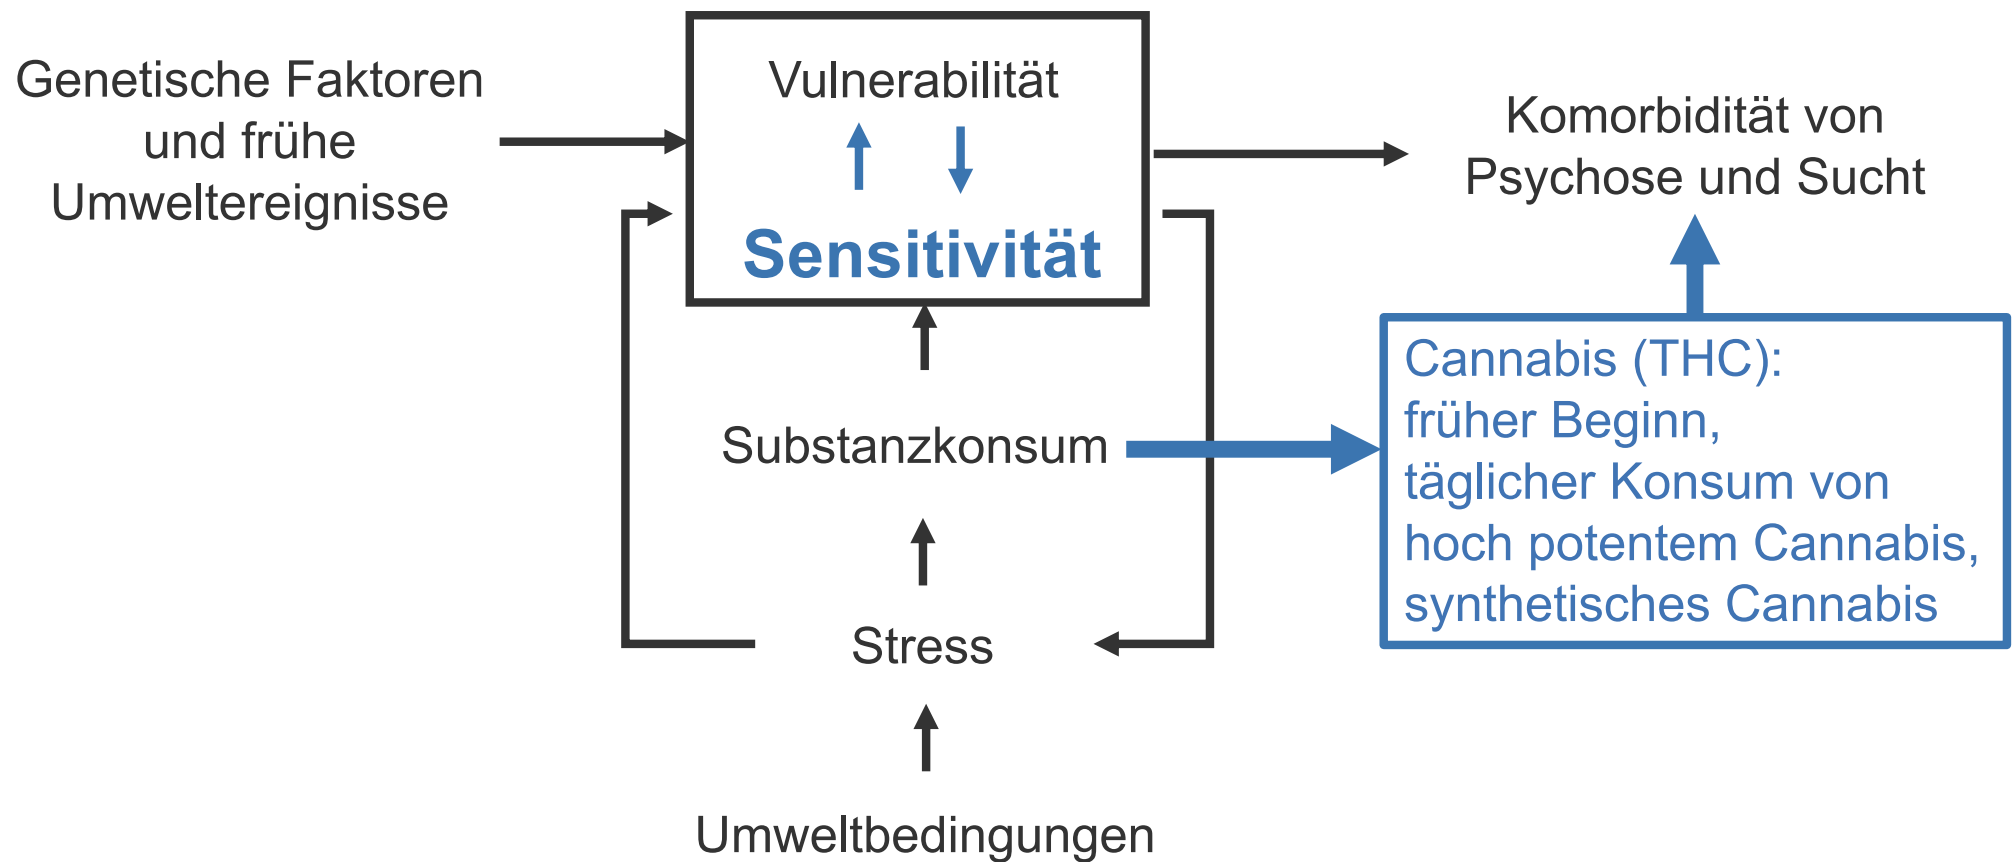 Genetische Faktoren
und frühe
Umweltereignisse
Vulnerabilität
Sensitivität
Komorbidität von
Psychose und Sucht
Substanzkonsum
Cannabis (THC):
früher Beginn,
täglicher Konsum von
hoch potentem Cannabis,
synthetisches Cannabis
Stress
Umweltbedingungen